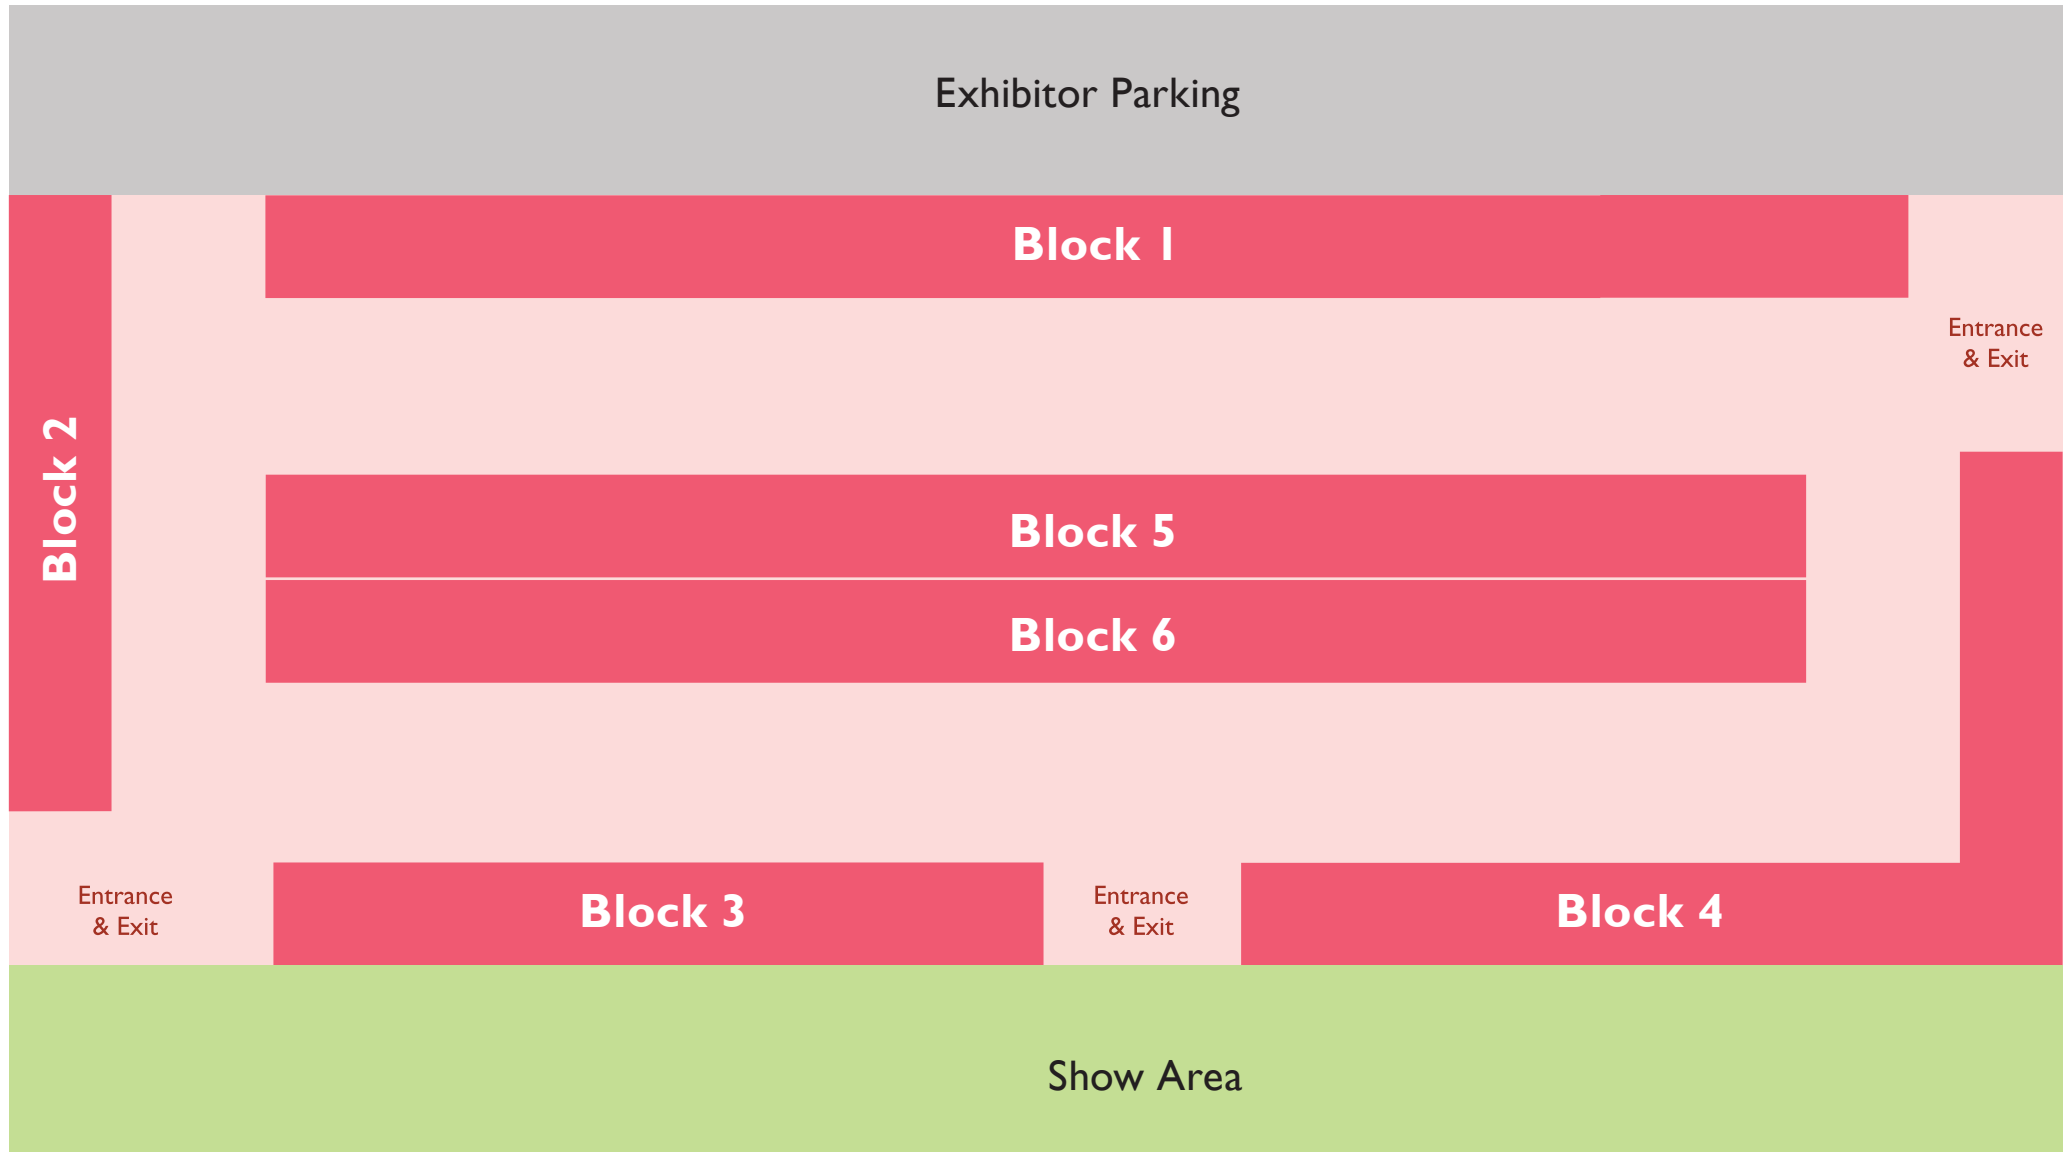 Exhibitor Parking
Block 1
Entrance
& Exit
Block 2
Block 5
Block 6
Entrance
& Exit
Block 3
Entrance
& Exit
Block 4
Show Area